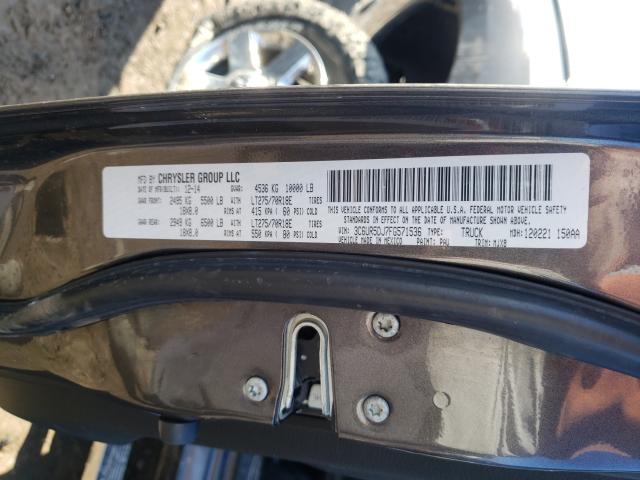 MFD BY CHRYSLER GROUP LLC
DATE OF MFR/BUILT: 12-14 GVWR: 4536 KG 10000 LB
GAWR FRONT: 2495 KG 5500 LB WITH TIRES LT275/70R18E
18X8.0 RIMS AT 415 KPA ( 60 PSI) COLD
GAWR REAR: 2949 KG 6500 LB WITH TIRES LT275/70R18E
18X8.0 RIMS AT 550 KPA ( 80 PSI) COLD
THIS VEHICLE CONFORMS TO ALL APPLICABLE U.S.A. FEDERAL MOTOR VEHICLE SAFETY
STANDARDS IN EFFECT ON THE DATE OF MANUFACTURE SHOWN ABOVE.
VIN: 3C6UR5DJ7FG571536 TYPE: TRUCK MDH: 120221 150AA
VEHICLE MADE IN MEXICO PAINT: PAU TRIM: MJX8